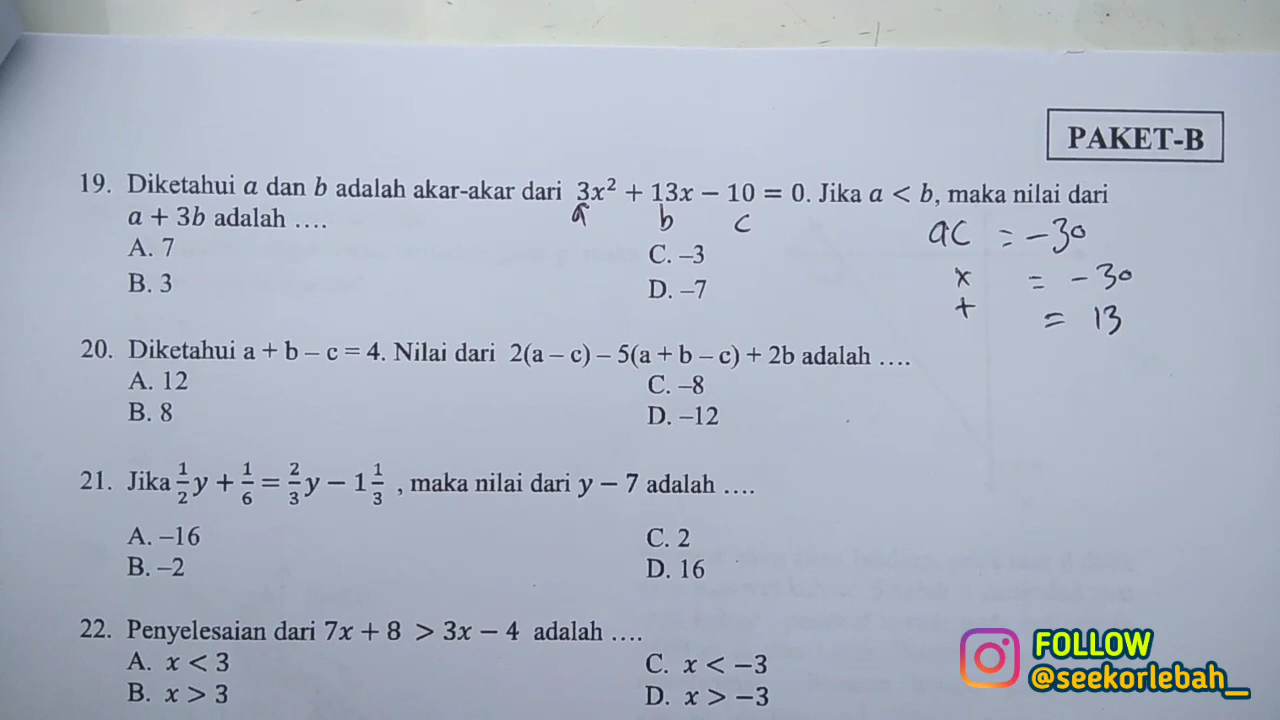 PAKET-B
19. Diketahui a dan b adalah akar-akar dari 3x² + 13x − 10 = 0. Jika a < b, maka nilai dari
a b c
a + 3b adalah ….
ac = -30
A. 7 C. –3
x = -30
B. 3 D. –7
+ = 13
20. Diketahui a + b – c = 4. Nilai dari 2(a – c) – 5(a + b – c) + 2b adalah ….
A. 12 C. –8
B. 8 D. –12
21. Jika 1/2 y + 1/6 = 2/3 y − 1 1/3 , maka nilai dari y − 7 adalah ….
A. –16 C. 2
B. –2 D. 16
22. Penyelesaian dari 7x + 8 > 3x − 4 adalah ….
A. x < 3 C. x < −3
B. x > 3 D. x > −3
FOLLOW
@seekorlebah_